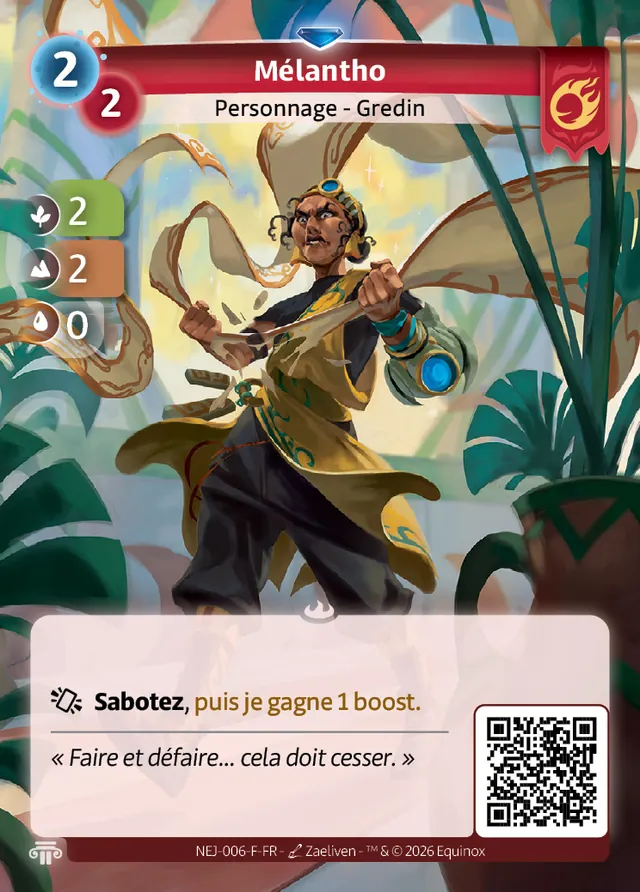 2
Mélantho
2
Personnage - Gredin
2
2
0
Sabotez, puis je gagne 1 boost.
« Faire et défaire... cela doit cesser. »
NEJ-006-F-FR - Zaeliven - ™ & © 2026 Equinox